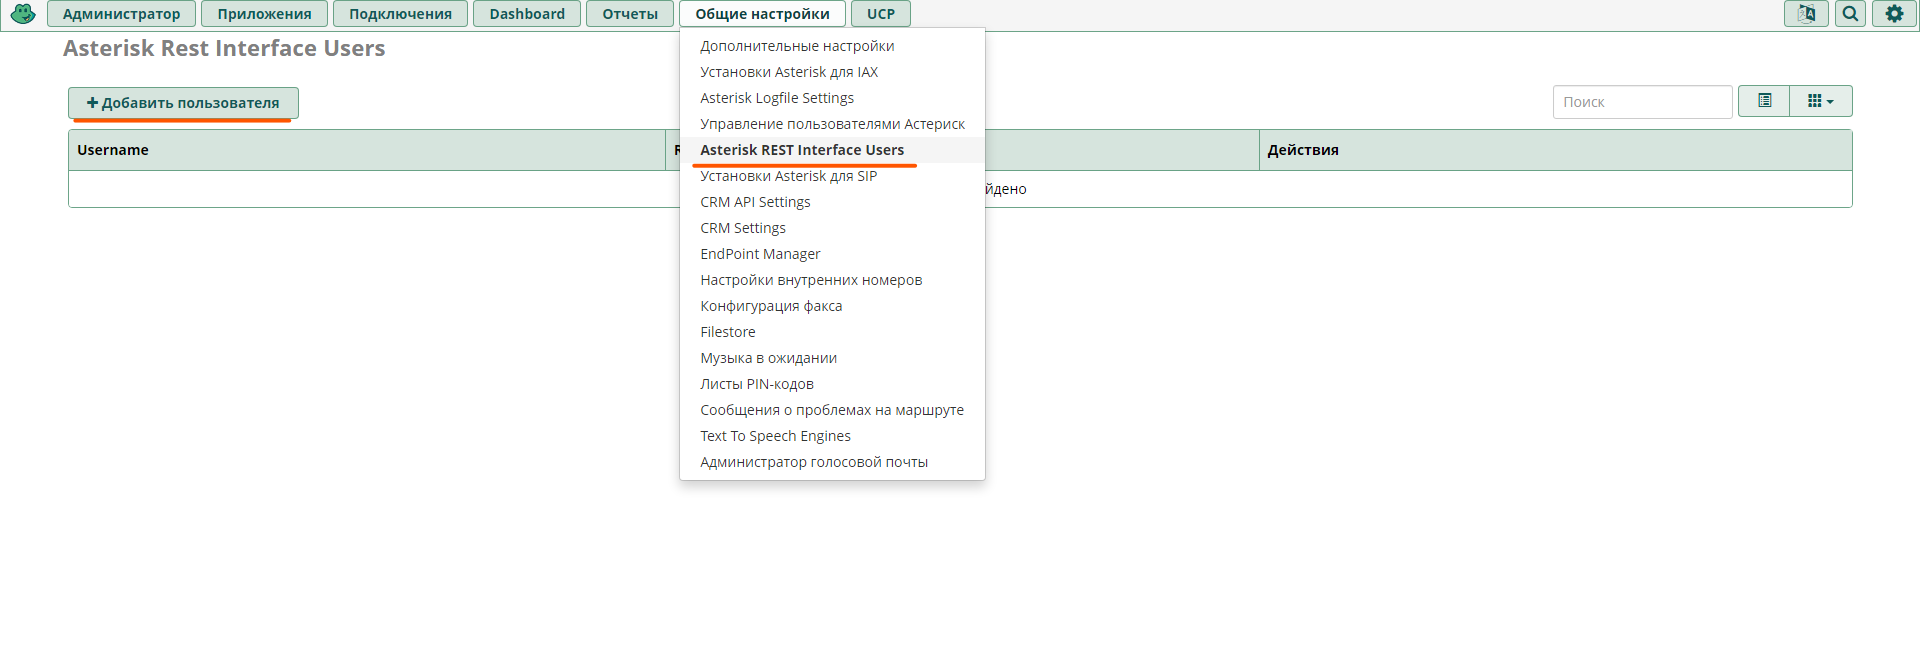 Администратор Приложения Подключения Dashboard Отчеты Общие настройки UCP
Asterisk Rest Interface Users
Добавить пользователя
Поиск
Username Действия
йдено
Дополнительные настройки
Установки Asterisk для IAX
Asterisk Logfile Settings
Управление пользователями Астериск
Asterisk REST Interface Users
Установки Asterisk для SIP
CRM API Settings
CRM Settings
EndPoint Manager
Настройки внутренних номеров
Конфигурация факса
Filestore
Музыка в ожидании
Листы PIN-кодов
Сообщения о проблемах на маршруте
Text To Speech Engines
Администратор голосовой почты